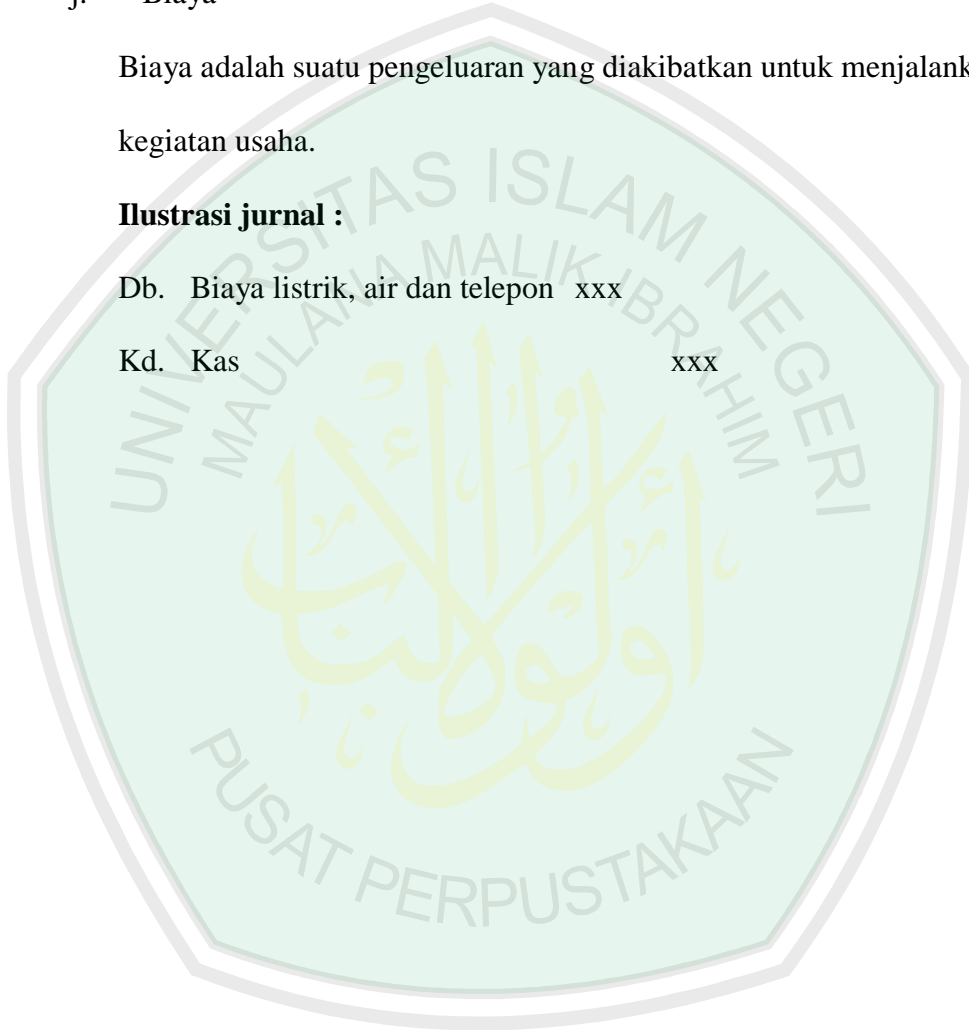 j. Biaya
Biaya adalah suatu pengeluaran yang diakibatkan untuk menjalank
kegiatan usaha.
Ilustrasi jurnal :
Db. Biaya listrik, air dan telepon xxx
Kd. Kas xxx
UNIVERSITAS ISLAM NEGERI
MAULANA MALIK IBRAHIM
PUSAT PERPUSTAKAAN